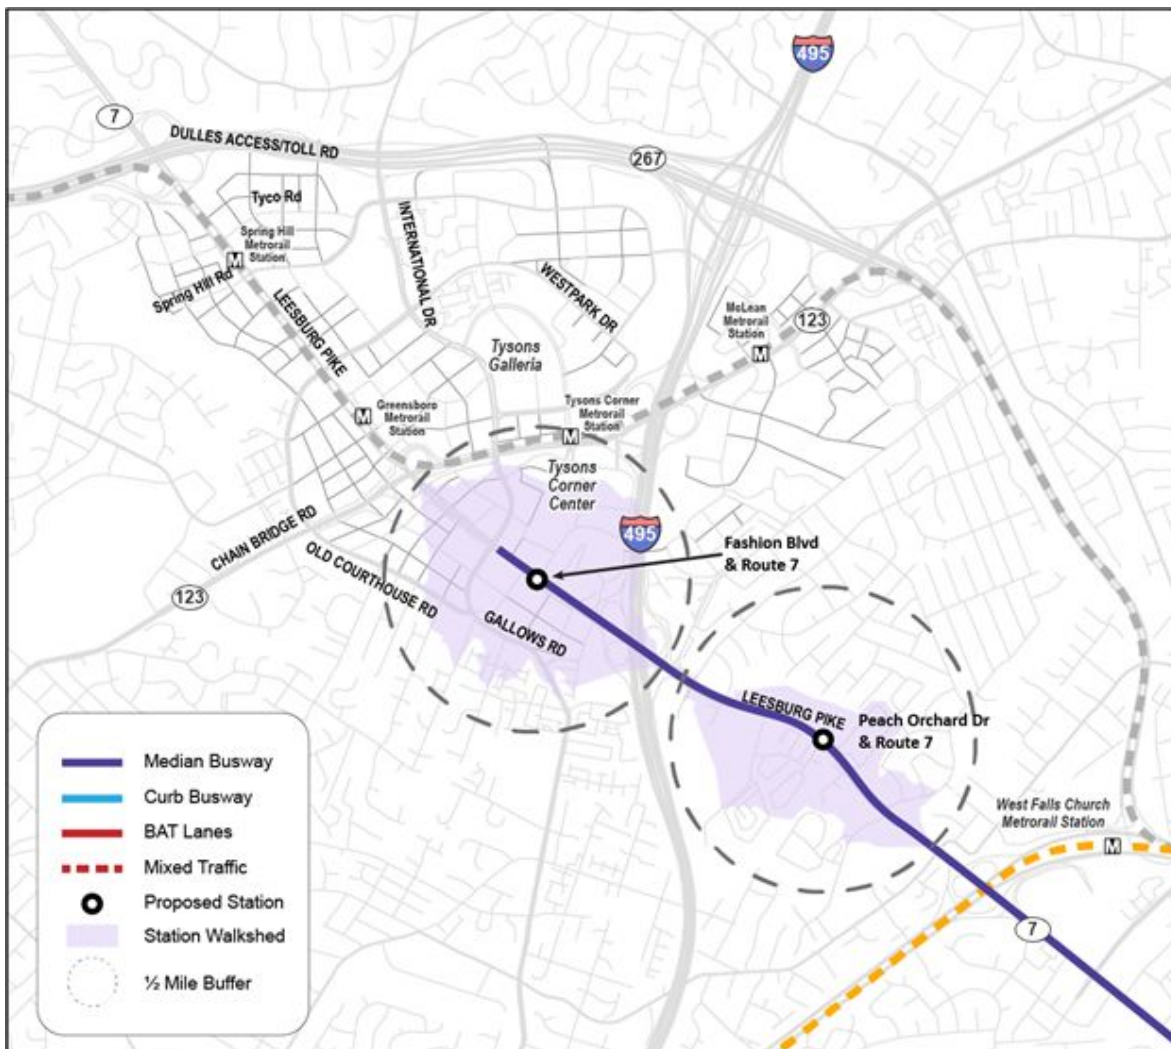 495
7
DULLES ACCESS/TOLL RD
267
Tyco Rd
Spring Hill
Metrorail
Station
M
Spring Hill Rd
INTERNATIONAL DR
WESTPARK DR
LEESBURG PIKE
McLean
Metrorail
Station
123
M
Tysons
Galleria
Greensboro
Metrorail
Station
M
Tysons Corner
Metrorail
Station
M
Tysons
Corner
Center
CHAIN BRIDGE RD
495
Fashion Blvd
& Route 7
OLD COURTHOUSE RD
123
GALLOWS RD
LEESBURG PIKE
Peach Orchard Dr
& Route 7
West Falls Church
Metrorail Station
M
7
Median Busway
Curb Busway
BAT Lanes
Mixed Traffic
Proposed Station
Station Walkshed
½ Mile Buffer